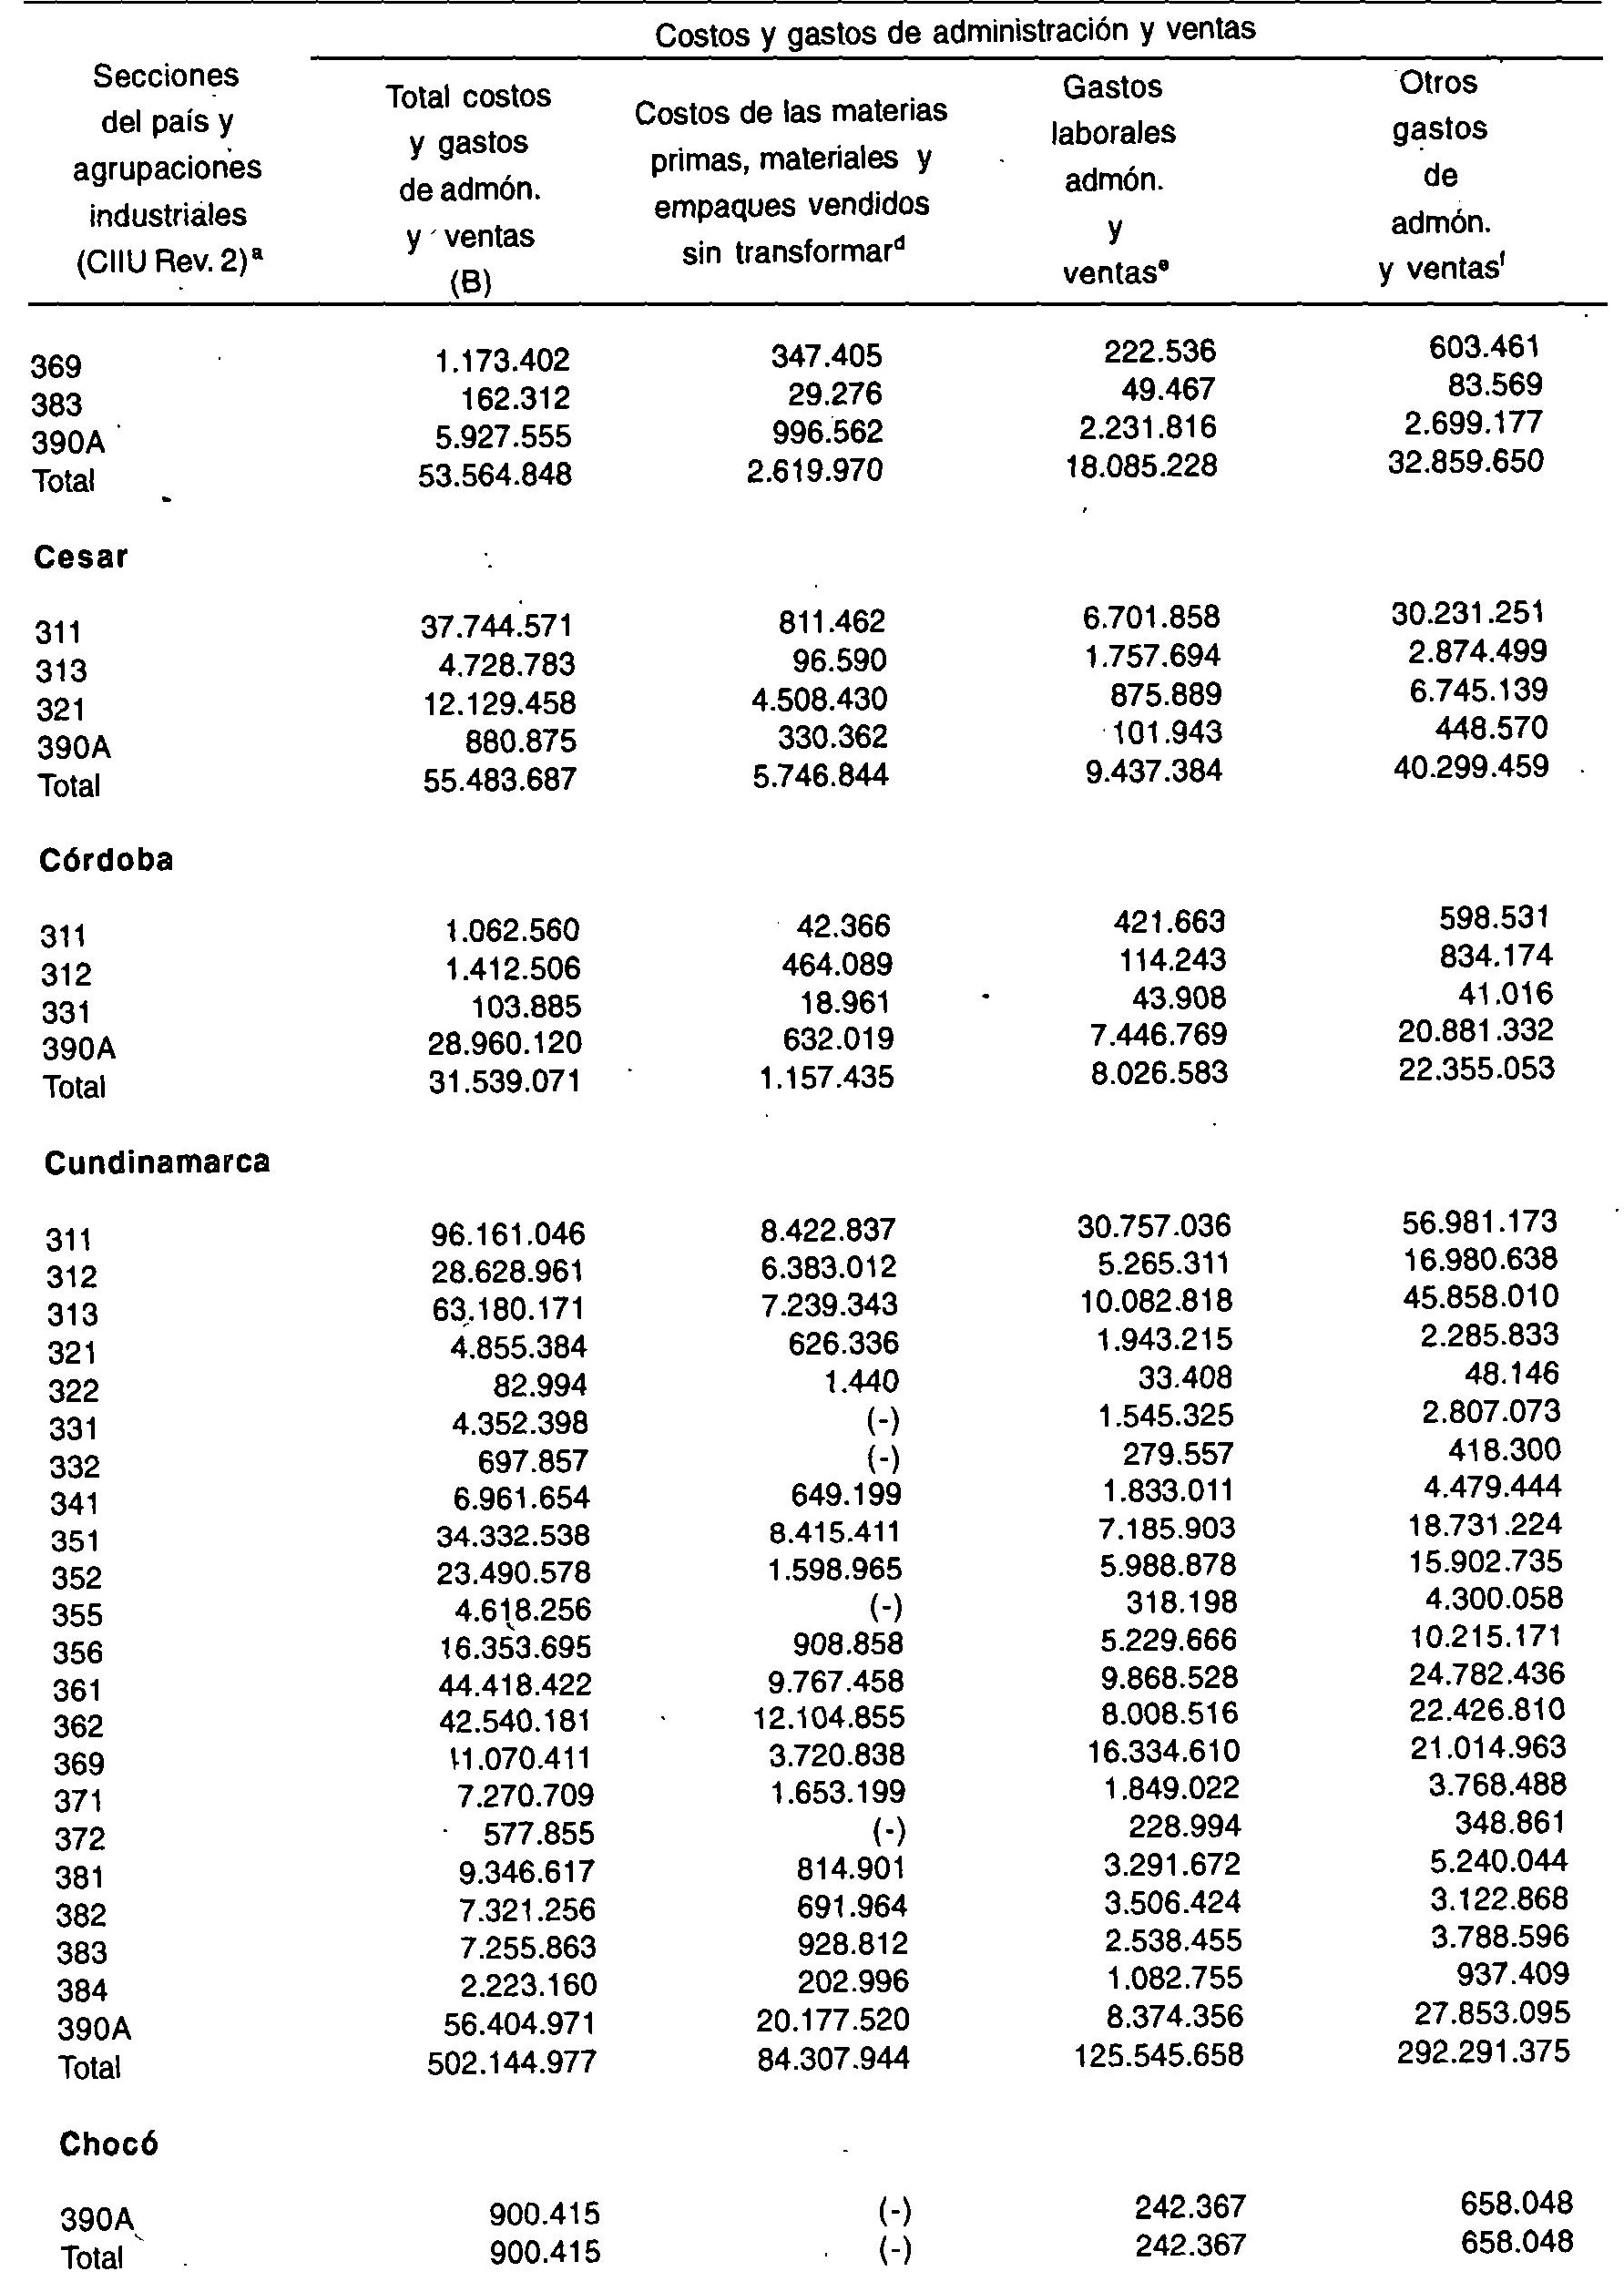 Costos y gastos de administración y ventas
Secciones
del país y
agrupaciones
industriales
(CIIU Rev. 2)ª
Total costos
y gastos
de admón.
y ventas
(B)
Costos de las materias
primas, materiales y
empaques vendidos
sin transformarᵈ
Gastos
laborales
admón.
y
ventasᵉ
Otros
gastos
de
admón.
y ventasᶠ
369 1.173.402 347.405 222.536 603.461
383 162.312 29.276 49.467 83.569
390A 5.927.555 996.562 2.231.816 2.699.177
Total 53.564.848 2.619.970 18.085.228 32.859.650
Cesar
311 37.744.571 811.462 6.701.858 30.231.251
313 4.728.783 96.590 1.757.694 2.874.499
321 12.129.458 4.508.430 875.889 6.745.139
390A 880.875 330.362 101.943 448.570
Total 55.483.687 5.746.844 9.437.384 40.299.459
Córdoba
311 1.062.560 42.366 421.663 598.531
312 1.412.506 464.089 114.243 834.174
331 103.885 18.961 43.908 41.016
390A 28.960.120 632.019 7.446.769 20.881.332
Total 31.539.071 1.157.435 8.026.583 22.355.053
Cundinamarca
311 96.161.046 8.422.837 30.757.036 56.981.173
312 28.628.961 6.383.012 5.265.311 16.980.638
313 63.180.171 7.239.343 10.082.818 45.858.010
321 4.855.384 626.336 1.943.215 2.285.833
322 82.994 1.440 33.408 48.146
331 4.352.398 (-) 1.545.325 2.807.073
332 697.857 (-) 279.557 418.300
341 6.961.654 649.199 1.833.011 4.479.444
351 34.332.538 8.415.411 7.185.903 18.731.224
352 23.490.578 1.598.965 5.988.878 15.902.735
355 4.618.256 (-) 318.198 4.300.058
356 16.353.695 908.858 5.229.666 10.215.171
361 44.418.422 9.767.458 9.868.528 24.782.436
362 42.540.181 12.104.855 8.008.516 22.426.810
369 41.070.411 3.720.838 16.334.610 21.014.963
371 7.270.709 1.653.199 1.849.022 3.768.488
372 577.855 (-) 228.994 348.861
381 9.346.617 814.901 3.291.672 5.240.044
382 7.321.256 691.964 3.506.424 3.122.868
383 7.255.863 928.812 2.538.455 3.788.596
384 2.223.160 202.996 1.082.755 937.409
390A 56.404.971 20.177.520 8.374.356 27.853.095
Total 502.144.977 84.307.944 125.545.658 292.291.375
Chocó
390A 900.415 (-) 242.367 658.048
Total 900.415 (-) 242.367 658.048